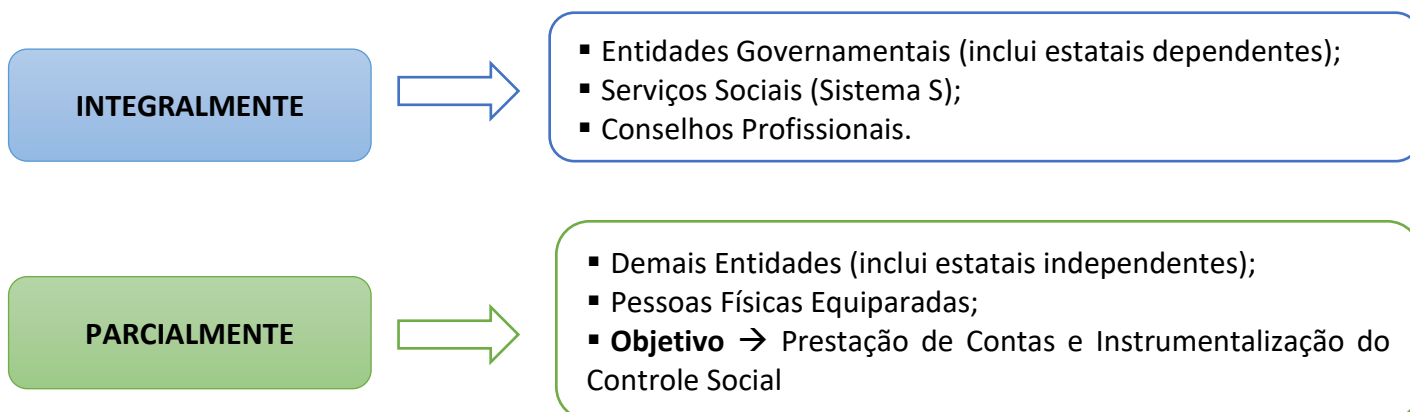 INTEGRALMENTE
▪ Entidades Governamentais (inclui estatais dependentes);
▪ Serviços Sociais (Sistema S);
▪ Conselhos Profissionais.
PARCIALMENTE
▪ Demais Entidades (inclui estatais independentes);
▪ Pessoas Físicas Equiparadas;
▪ Objetivo → Prestação de Contas e Instrumentalização do
Controle Social